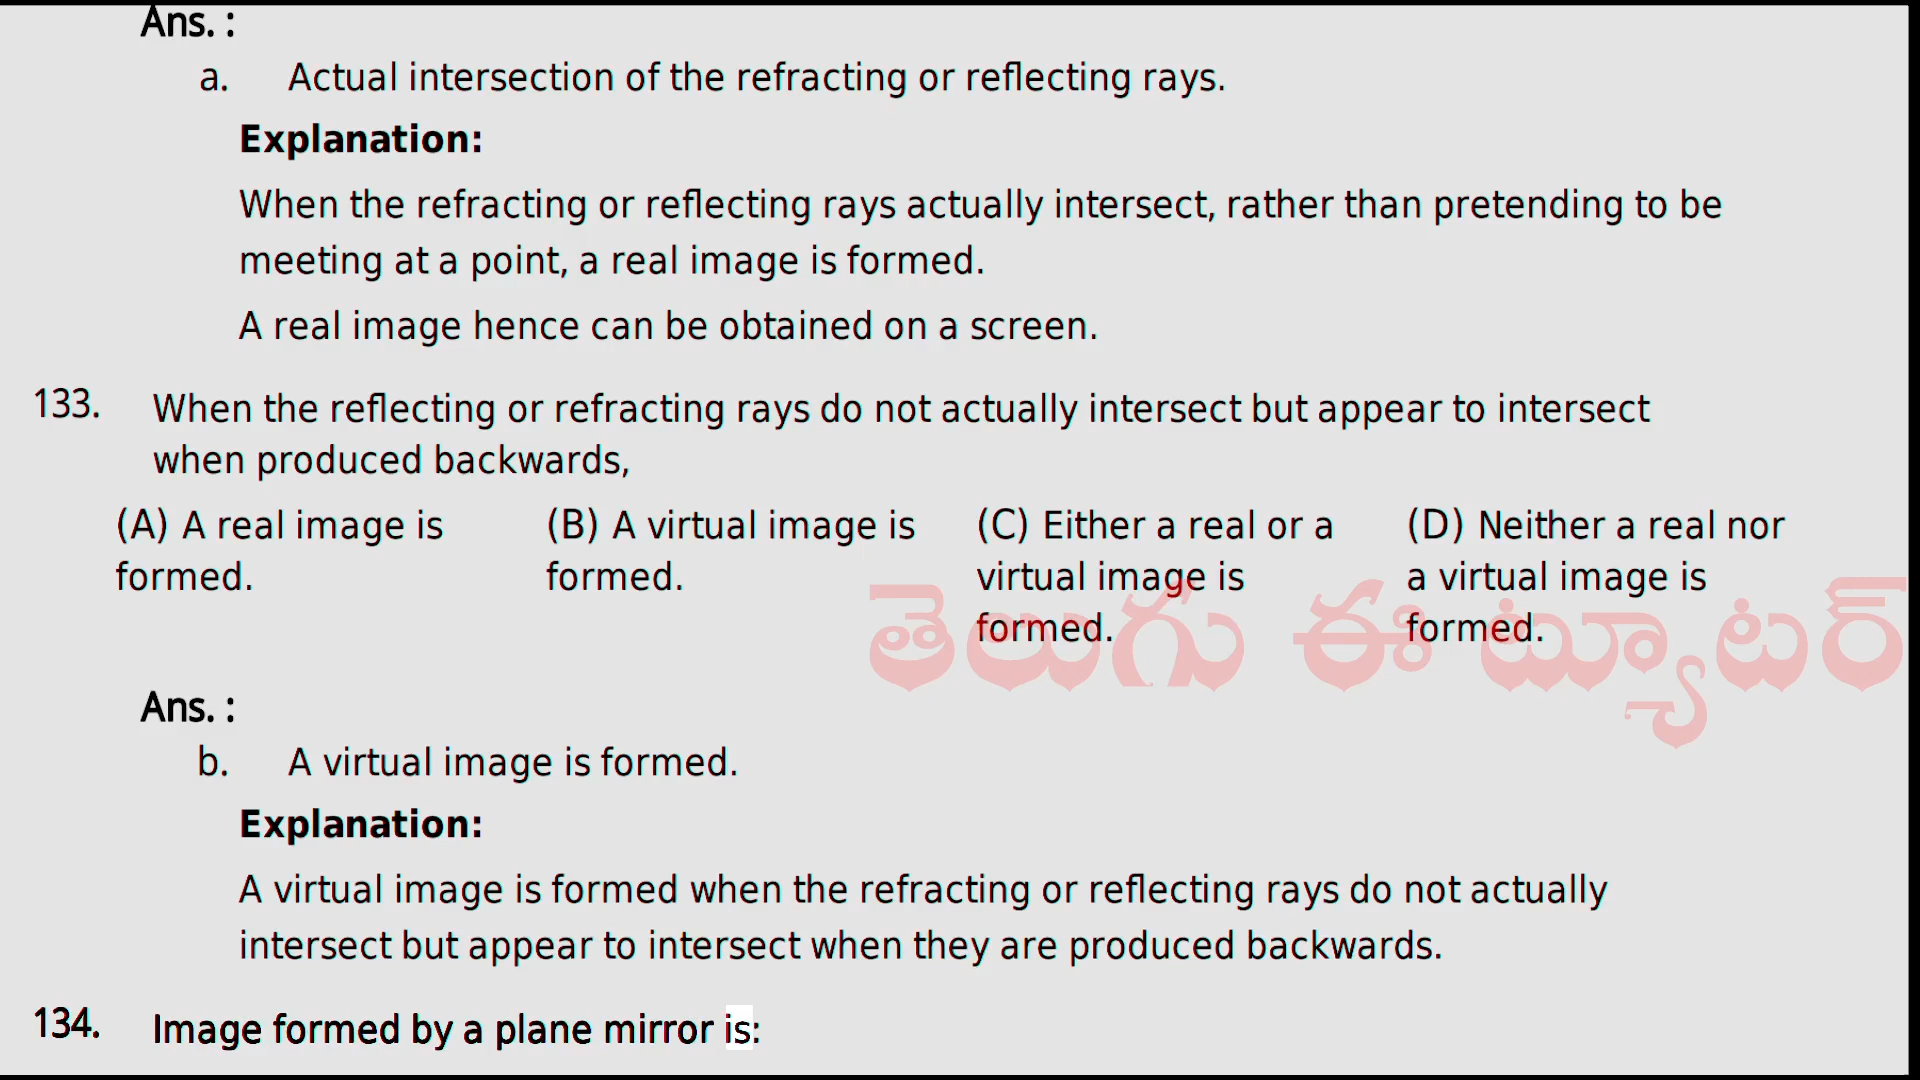 Ans. :
a. Actual intersection of the refracting or reflecting rays.
Explanation:
When the refracting or reflecting rays actually intersect, rather than pretending to be
meeting at a point, a real image is formed.
A real image hence can be obtained on a screen.
133. When the reflecting or refracting rays do not actually intersect but appear to intersect
when produced backwards,
(A) A real image is formed.
(B) A virtual image is formed.
(C) Either a real or a virtual image is formed.
(D) Neither a real nor a virtual image is formed.
తెలుగు ఈ ట్యూటర్
Ans. :
b. A virtual image is formed.
Explanation:
A virtual image is formed when the refracting or reflecting rays do not actually
intersect but appear to intersect when they are produced backwards.
134. Image formed by a plane mirror is: